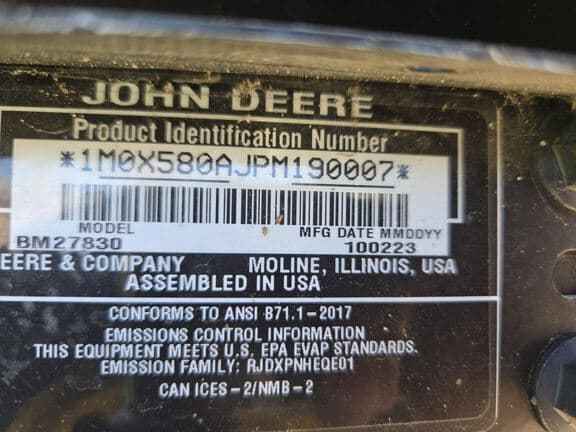 JOHN DEERE
Product Identification Number
*1M0X580AJPM190007*
MODEL
MFG DATE MMDDYY
BM27830
100223
EERE & COMPANY MOLINE, ILLINOIS, USA
ASSEMBLED IN USA
CONFORMS TO ANSI B71.1-2017
EMISSIONS CONTROL INFORMATION
THIS EQUIPMENT MEETS U.S. EPA EVAP STANDARDS.
EMISSION FAMILY: RJDXPNHEQE01
CAN ICES-2/NMB-2